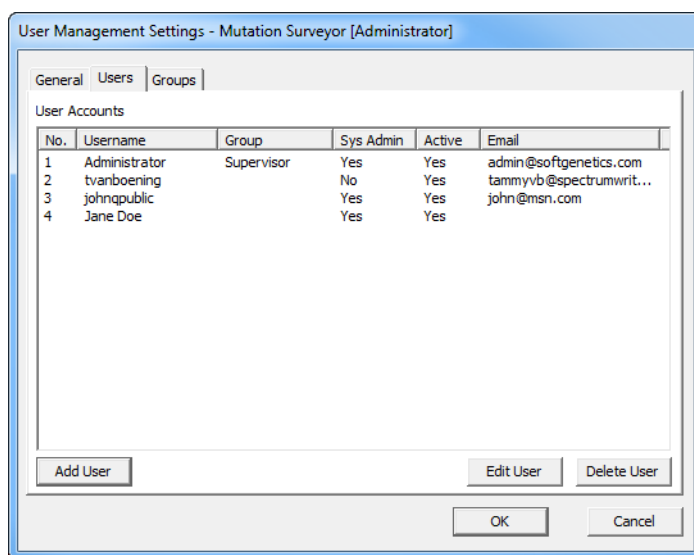 User Management Settings - Mutation Surveyor [Administrator]
General Users Groups
User Accounts
No. Username Group Sys Admin Active Email
1 Administrator Supervisor Yes Yes admin@softgenetics.com
2 tvanboening No Yes tammyvb@spectrumwrit...
3 johnqpublic Yes Yes john@msn.com
4 Jane Doe Yes Yes
Add User Edit User Delete User
OK Cancel